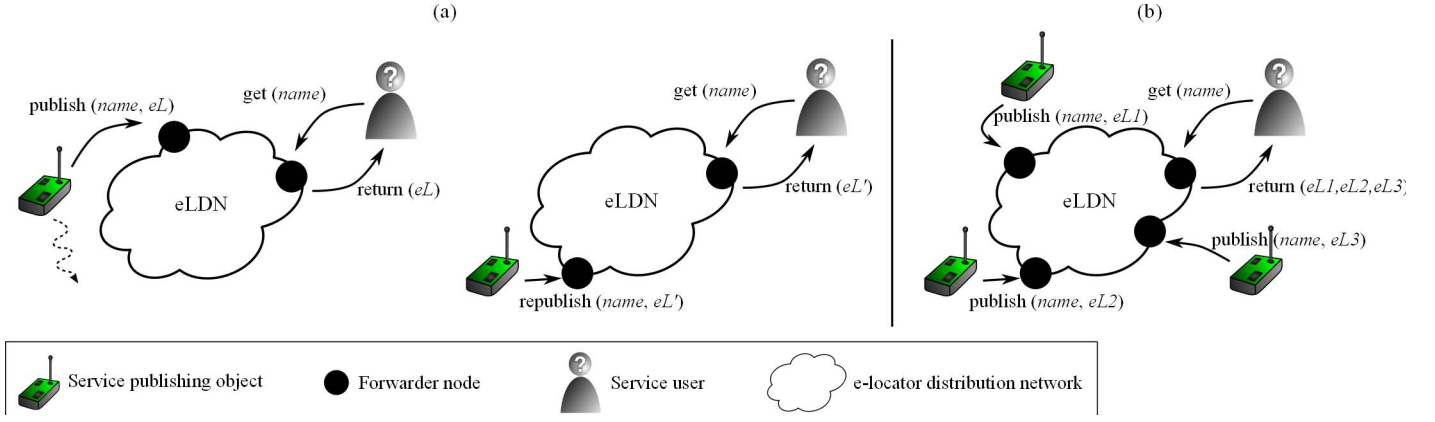 (a)
(b)
publish (name, eL)
get (name)
?
eLDN
return (eL)
get (name)
?
eLDN
return (eL')
republish (name, eL')
publish (name, eL1)
get (name)
?
eLDN
return (eL1,eL2,eL3)
publish (name, eL3)
publish (name, eL2)
Service publishing object
Forwarder node
?
Service user
e-locator distribution network